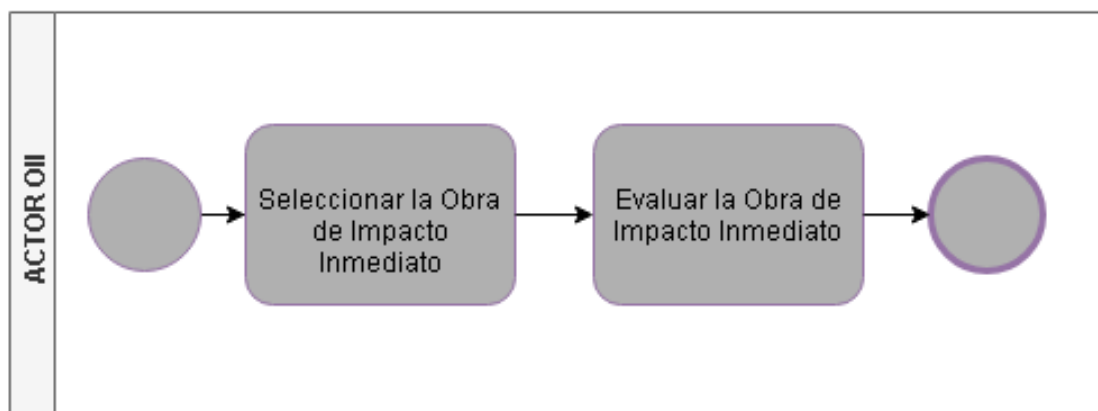 ACTOR OII
Seleccionar la Obra
de Impacto
Inmediato
Evaluar la Obra de
Impacto Inmediato